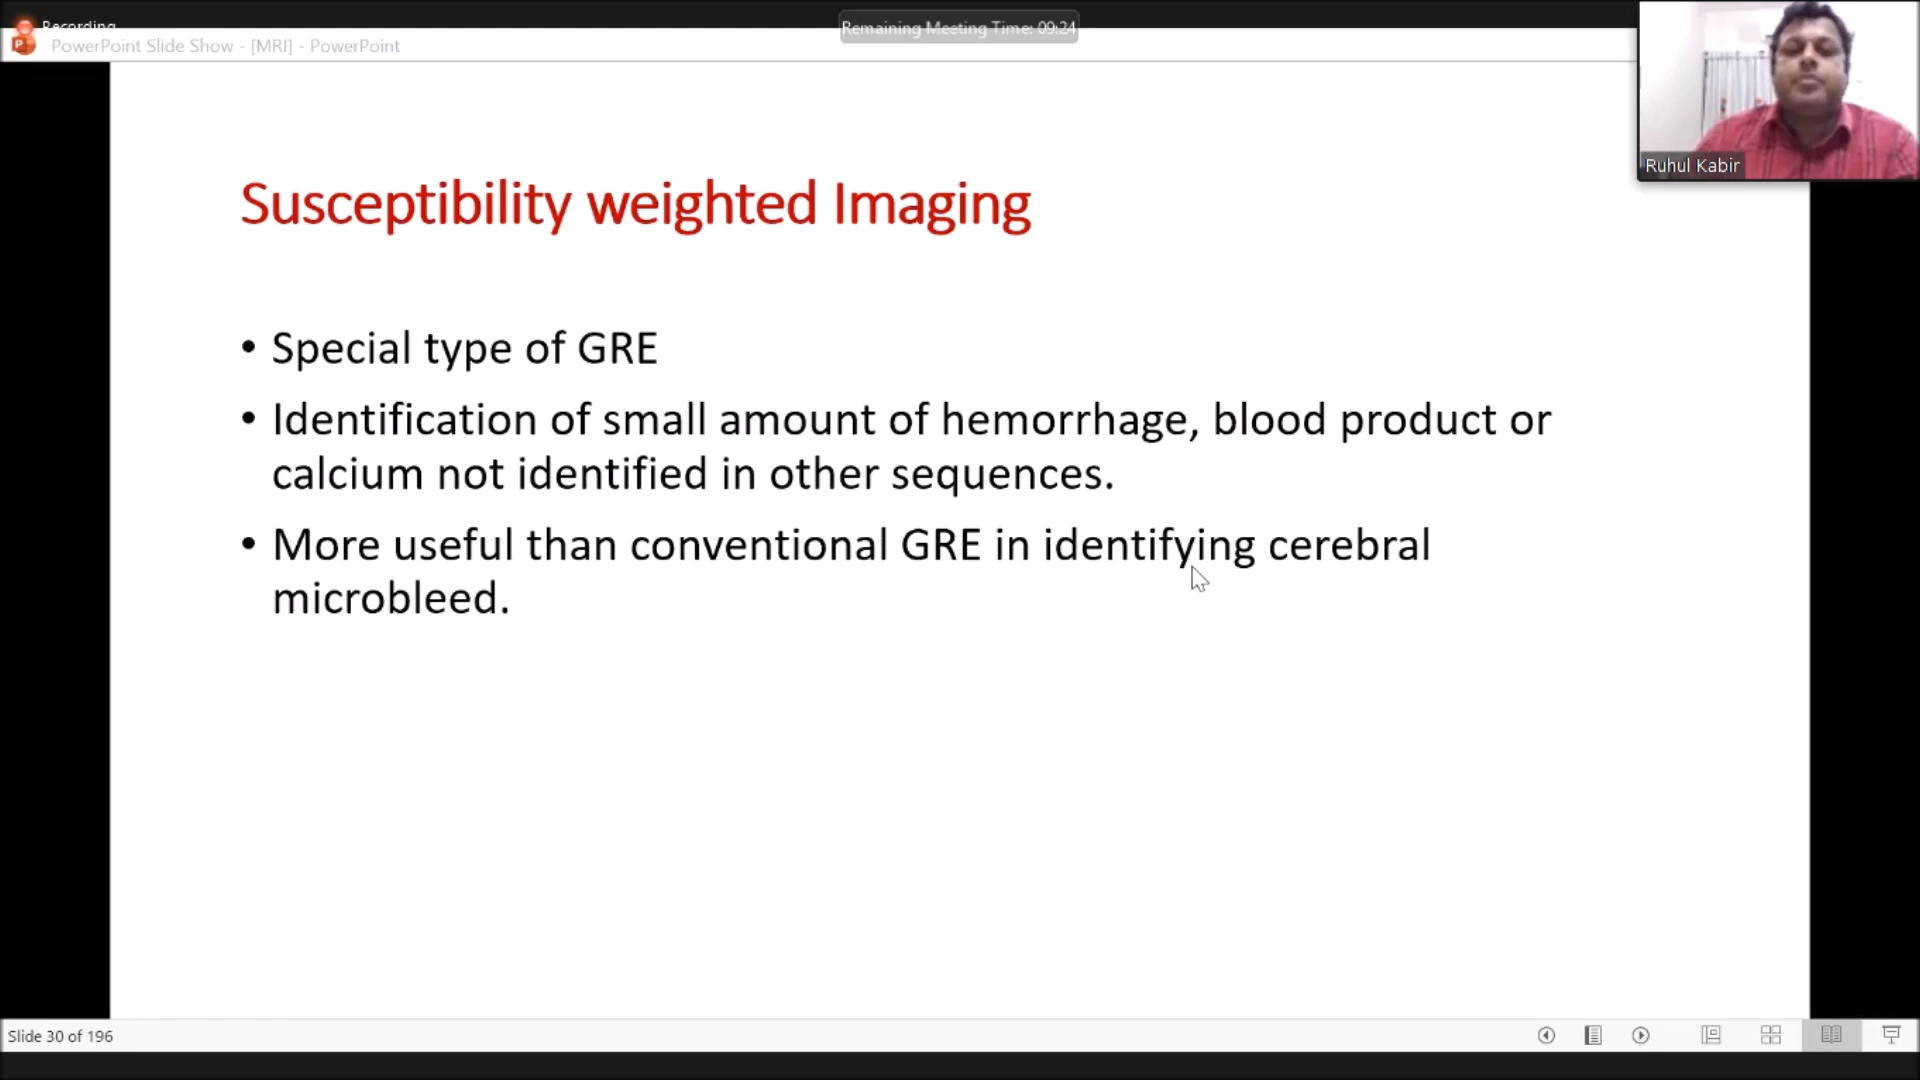 Recording
Remaining Meeting Time: 09:24
PowerPoint Slide Show - [MRI] - PowerPoint
Ruhul Kabir
Susceptibility weighted Imaging
• Special type of GRE
• Identification of small amount of hemorrhage, blood product or
calcium not identified in other sequences.
• More useful than conventional GRE in identifying cerebral
microbleed.
Slide 30 of 196